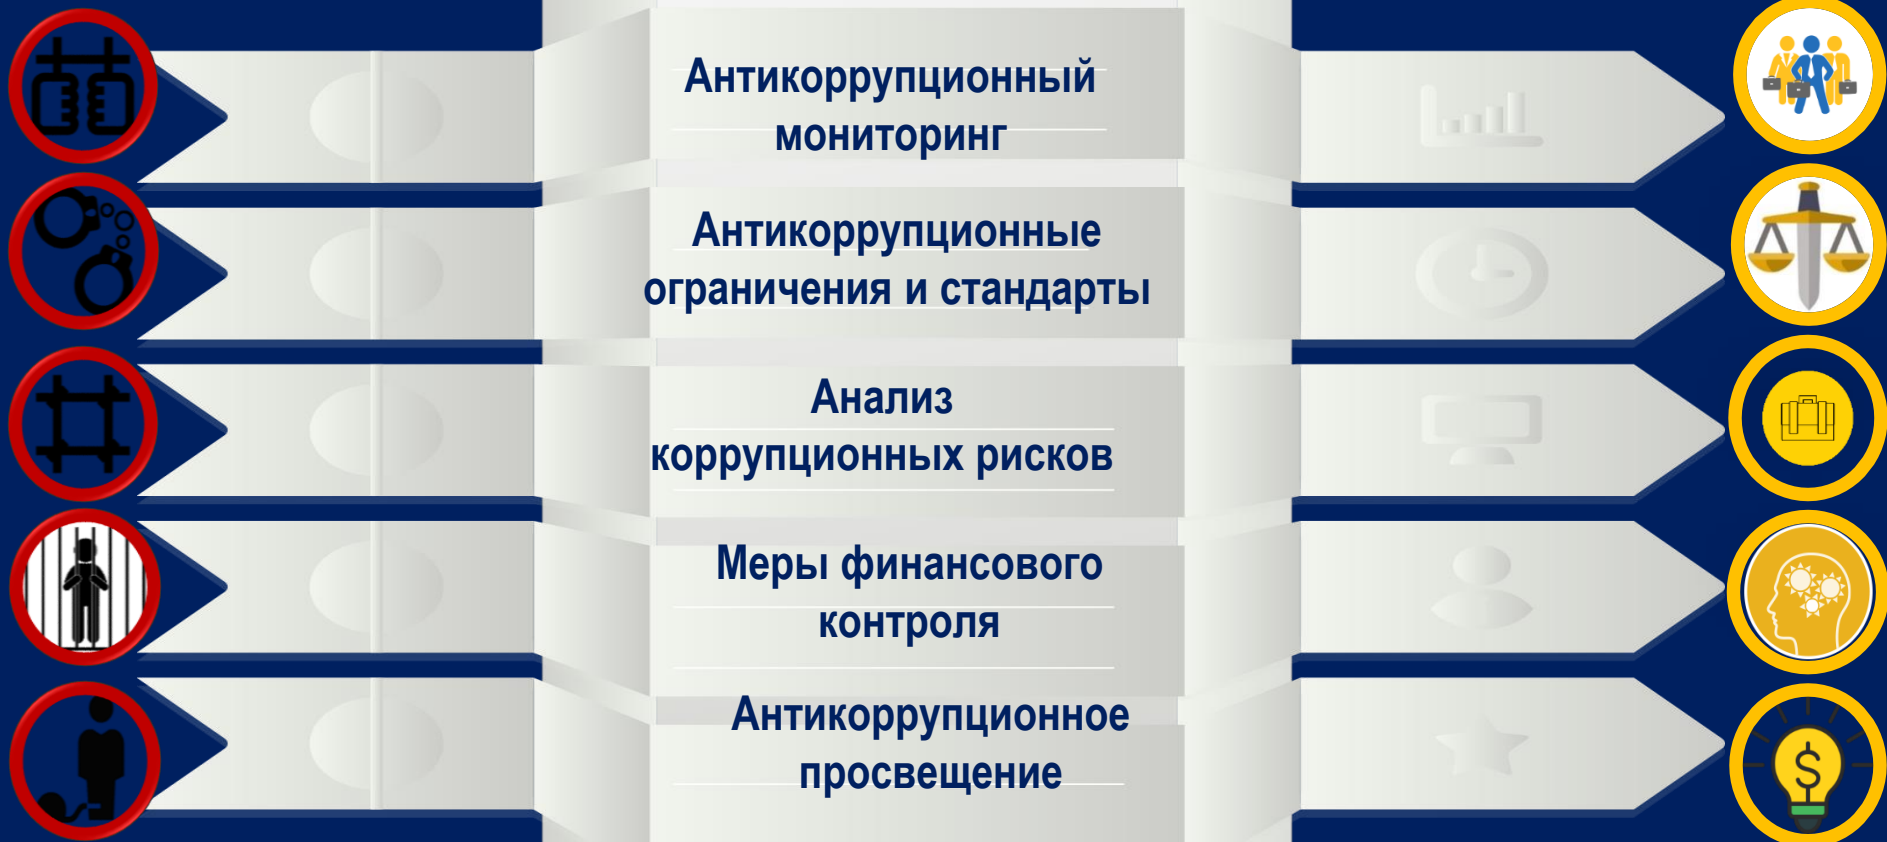 Антикоррупционный
мониторинг
Антикоррупционные
ограничения и стандарты
Анализ
коррупционных рисков
Меры финансового
контроля
Антикоррупционное
просвещение
$